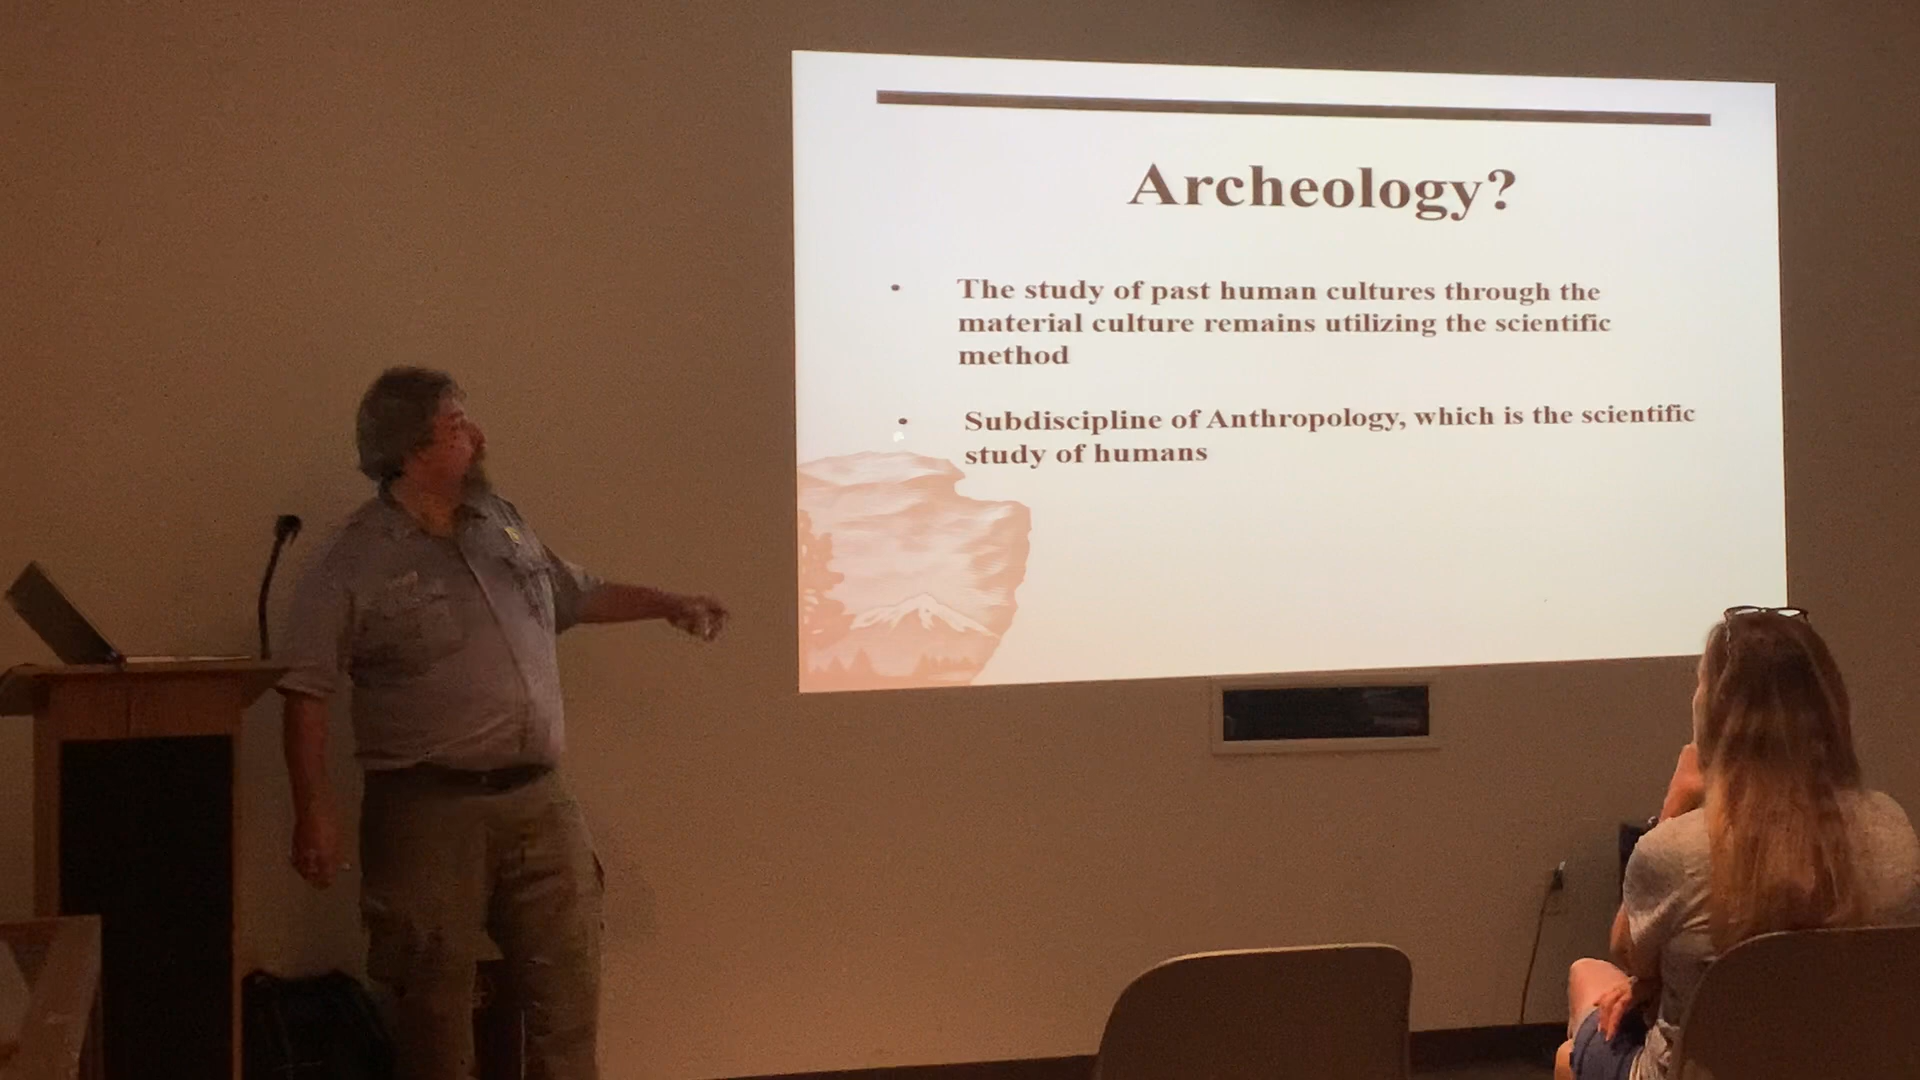 Archeology?
• The study of past human cultures through the
material culture remains utilizing the scientific
method
• Subdiscipline of Anthropology, which is the scientific
study of humans